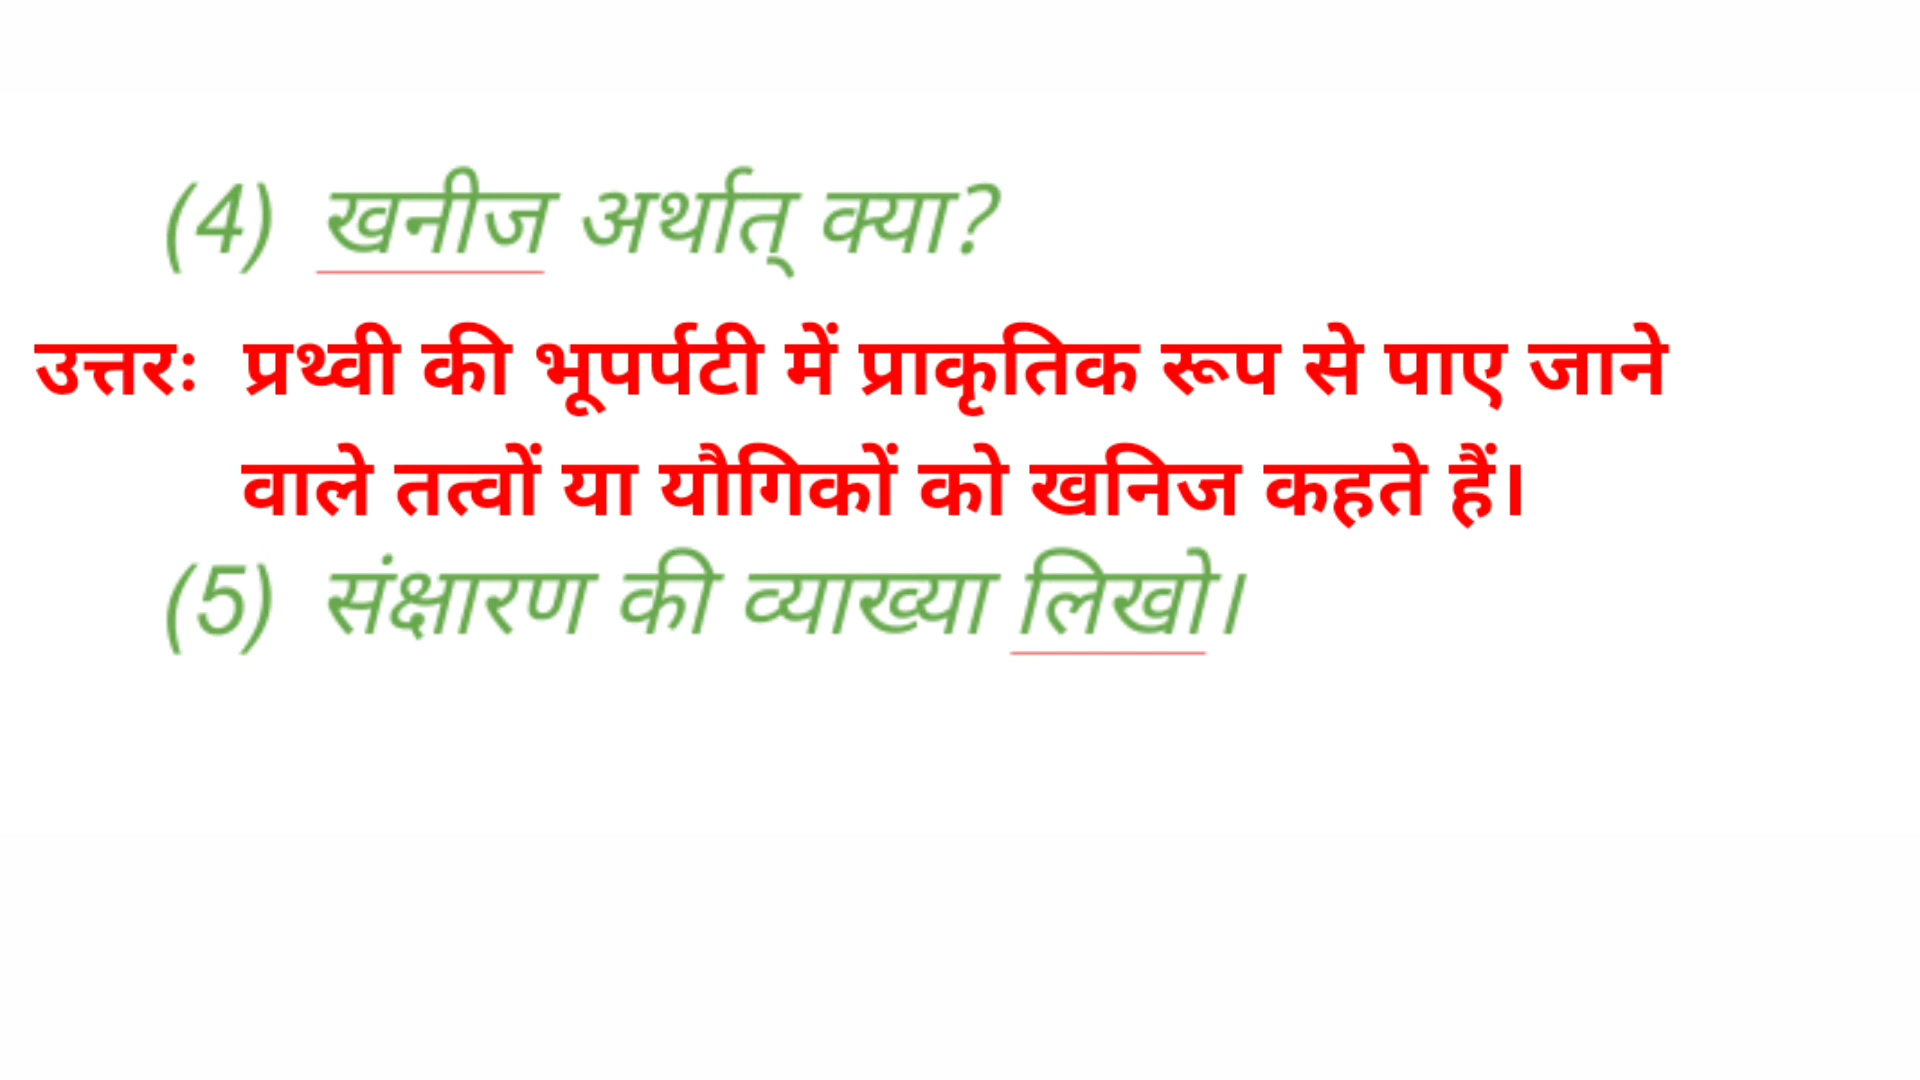 (4) खनीज अर्थात् क्या?
उत्तरः प्रथ्वी की भूपर्पटी में प्राकृतिक रूप से पाए जाने
वाले तत्वों या यौगिकों को खनिज कहते हैं।
(5) संक्षारण की व्याख्या लिखो।